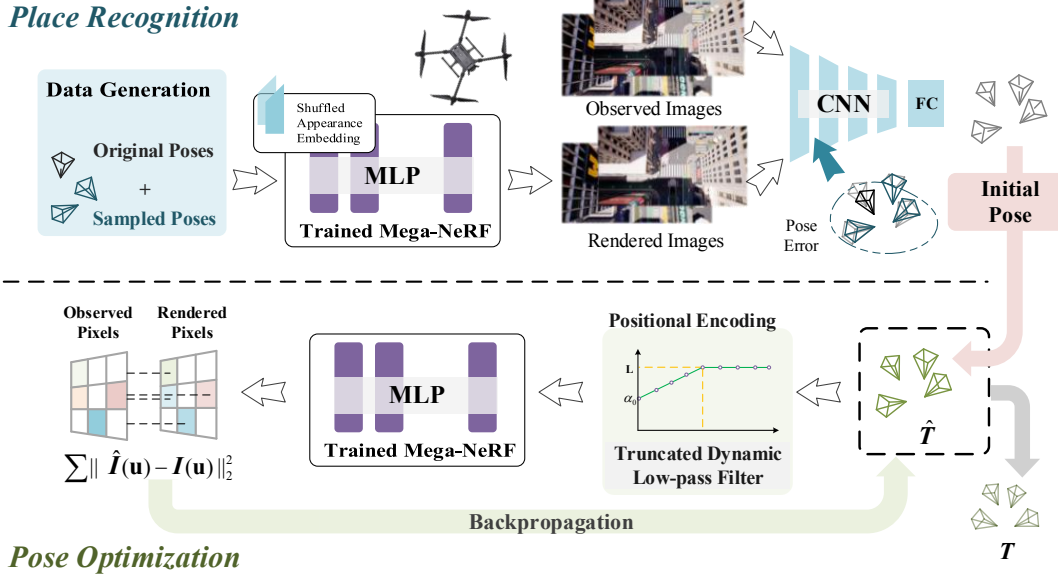 Place Recognition
Data Generation
Original Poses
+
Sampled Poses
Shuffled
Appearance
Embedding
MLP
Trained Mega-NeRF
Observed Images
Rendered Images
CNN
FC
Pose
Error
Initial
Pose
Observed
Pixels
Rendered
Pixels
∑|| Î(u) − I(u) ||₂²
MLP
Trained Mega-NeRF
Positional Encoding
L
α₀
Truncated Dynamic
Low-pass Filter
T̂
T
Backpropagation
Pose Optimization